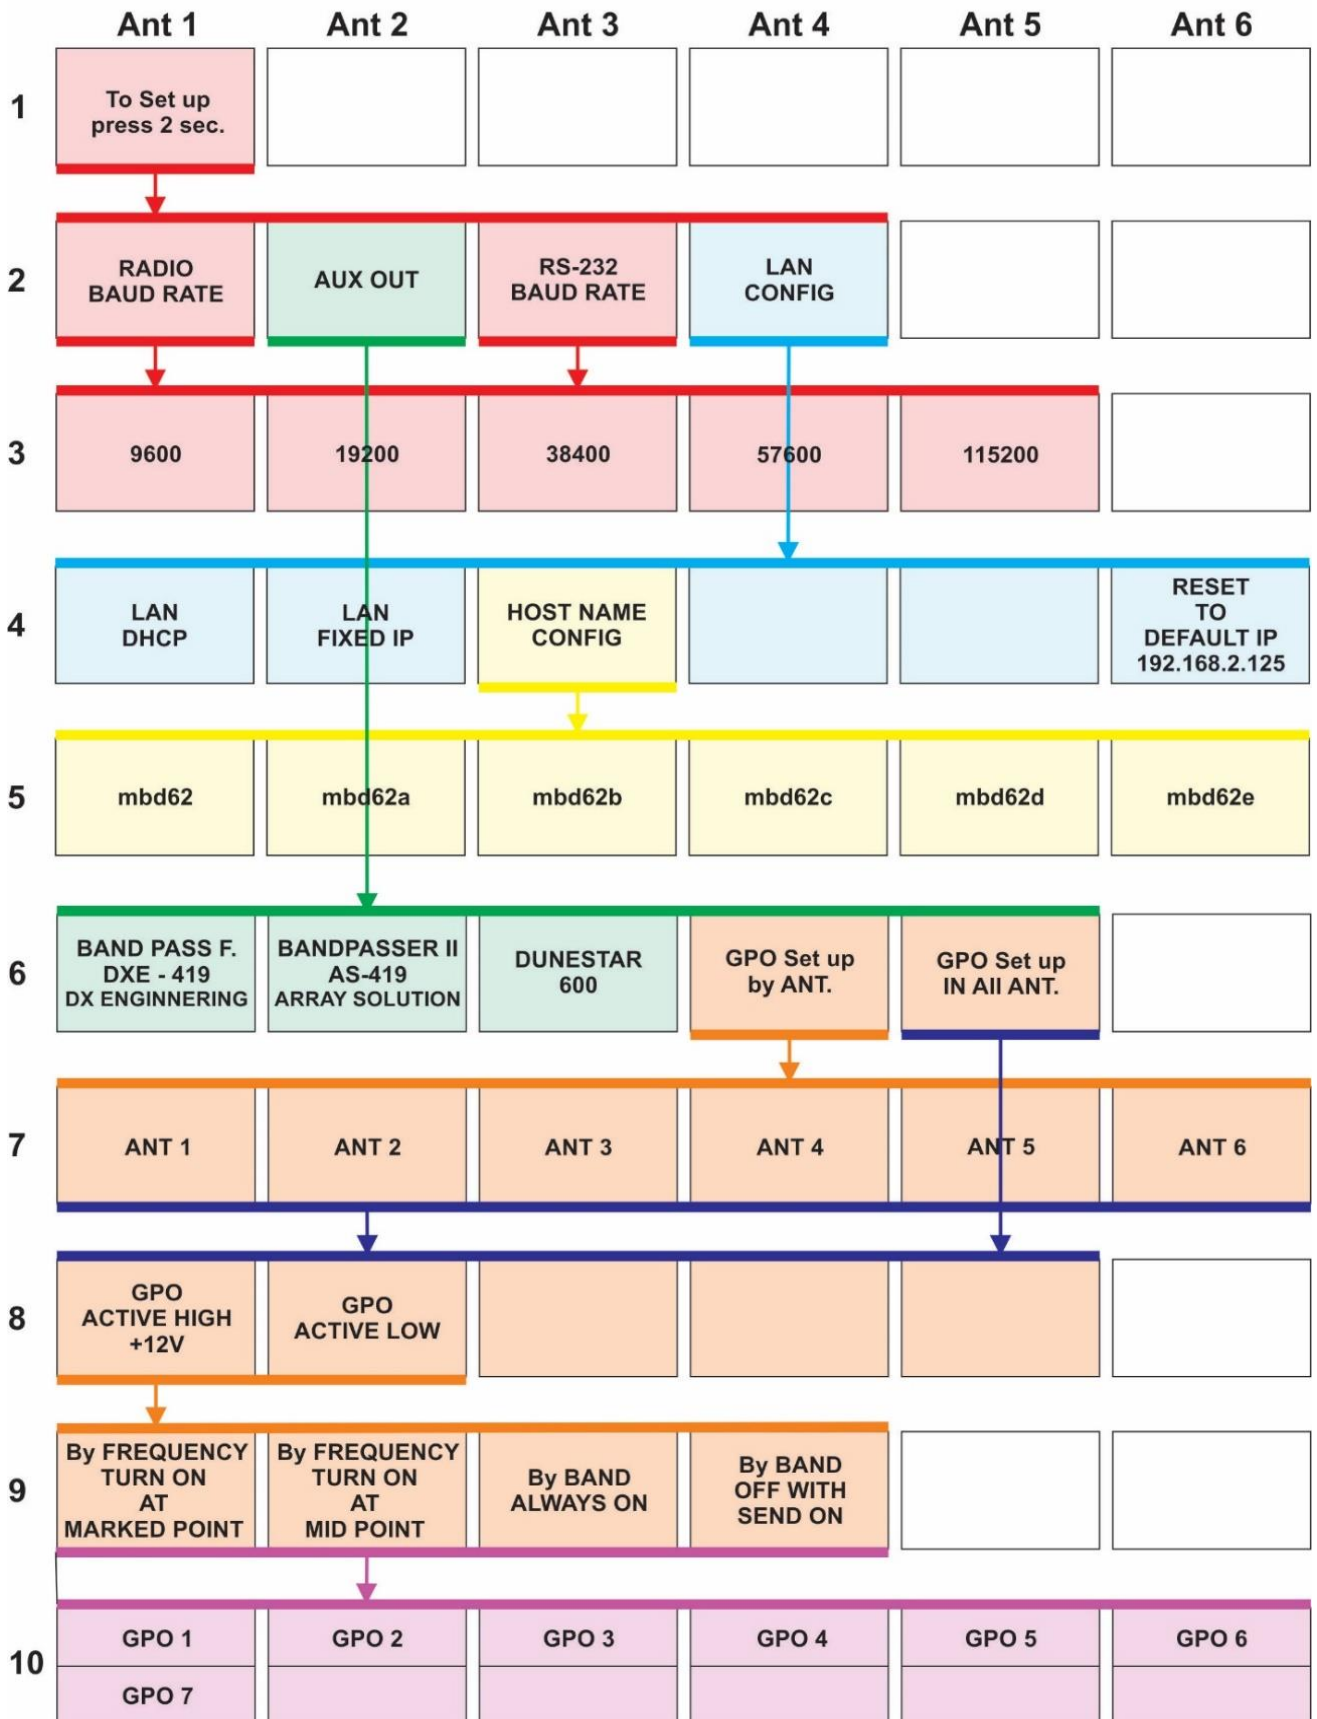 Ant 1 Ant 2 Ant 3 Ant 4 Ant 5 Ant 6
1
To Set up
press 2 sec.
2
RADIO
BAUD RATE
AUX OUT
RS-232
BAUD RATE
LAN
CONFIG
3
9600
19200
38400
57600
115200
4
LAN
DHCP
LAN
FIXED IP
HOST NAME
CONFIG
RESET
TO
DEFAULT IP
192.168.2.125
5
mbd62
mbd62a
mbd62b
mbd62c
mbd62d
mbd62e
6
BAND PASS F.
DXE - 419
DX ENGINNERING
BANDPASSER II
AS-419
ARRAY SOLUTION
DUNESTAR
600
GPO Set up
by ANT.
GPO Set up
IN All ANT.
7
ANT 1
ANT 2
ANT 3
ANT 4
ANT 5
ANT 6
8
GPO
ACTIVE HIGH
+12V
GPO
ACTIVE LOW
9
By FREQUENCY
TURN ON
AT
MARKED POINT
By FREQUENCY
TURN ON
AT
MID POINT
By BAND
ALWAYS ON
By BAND
OFF WITH
SEND ON
10
GPO 1
GPO 2
GPO 3
GPO 4
GPO 5
GPO 6
GPO 7